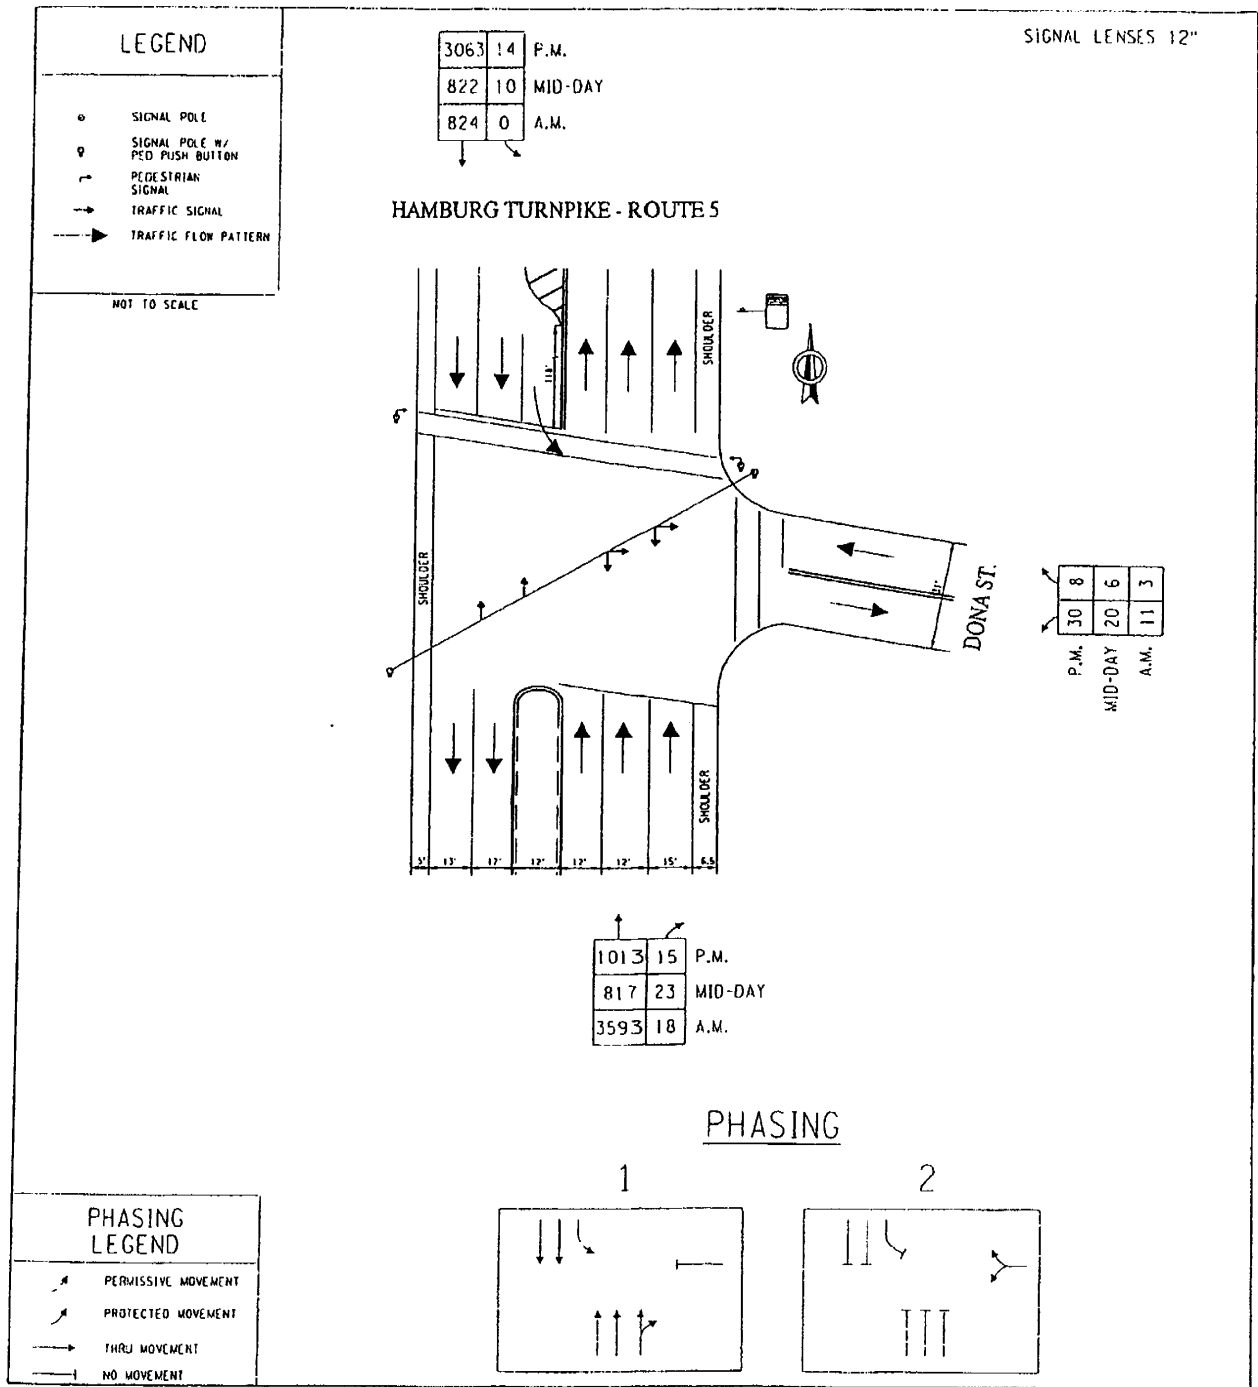 LEGEND
SIGNAL POLE
SIGNAL POLE W/
PED PUSH BUTTON
PEDESTRIAN
SIGNAL
TRAFFIC SIGNAL
TRAFFIC FLOW PATTERN
NOT TO SCALE
3063 14 P.M.
822 10 MID-DAY
824 0 A.M.
SIGNAL LENSES 12"
HAMBURG TURNPIKE - ROUTE 5
SHOULDER
118'
SHOULDER
DONA ST.
8 6 3
30 20 11
P.M. MID-DAY A.M.
SHOULDER
5' 13' 12' 12' 12' 15' 6.5
1013 15 P.M.
817 23 MID-DAY
3593 18 A.M.
PHASING
1 2
PHASING
LEGEND
PERMISSIVE MOVEMENT
PROTECTED MOVEMENT
THRU MOVEMENT
NO MOVEMENT